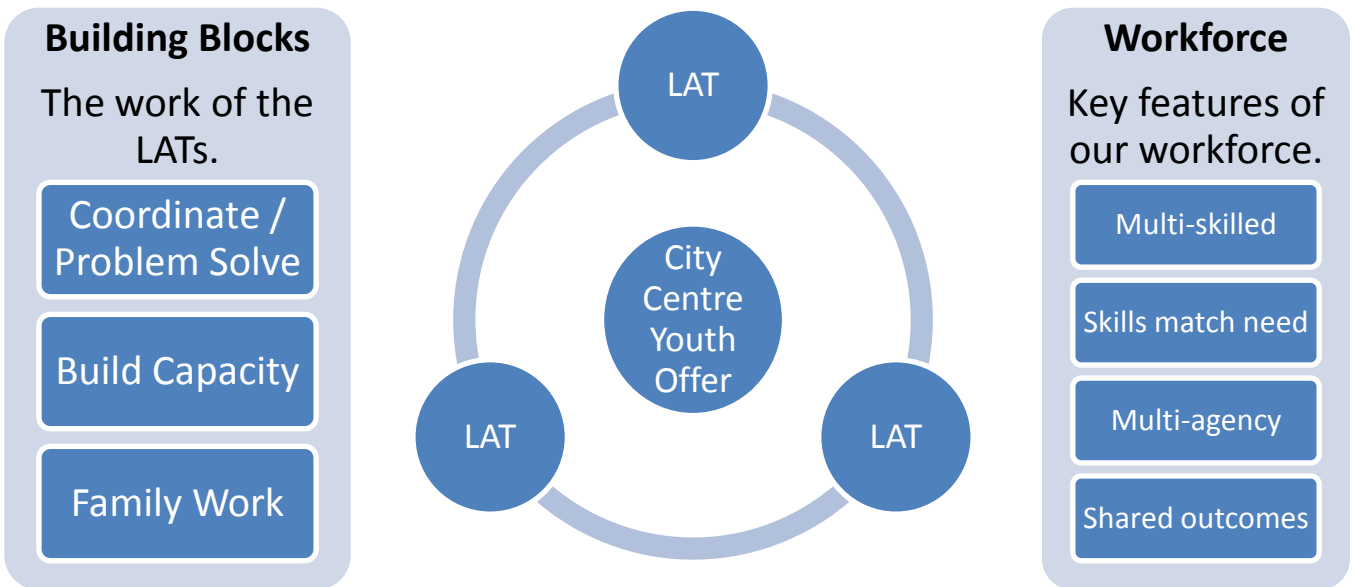 Building Blocks
The work of the
LATs.
Coordinate /
Problem Solve
Build Capacity
Family Work
LAT
City
Centre
Youth
Offer
LAT
LAT
Workforce
Key features of
our workforce.
Multi-skilled
Skills match need
Multi-agency
Shared outcomes